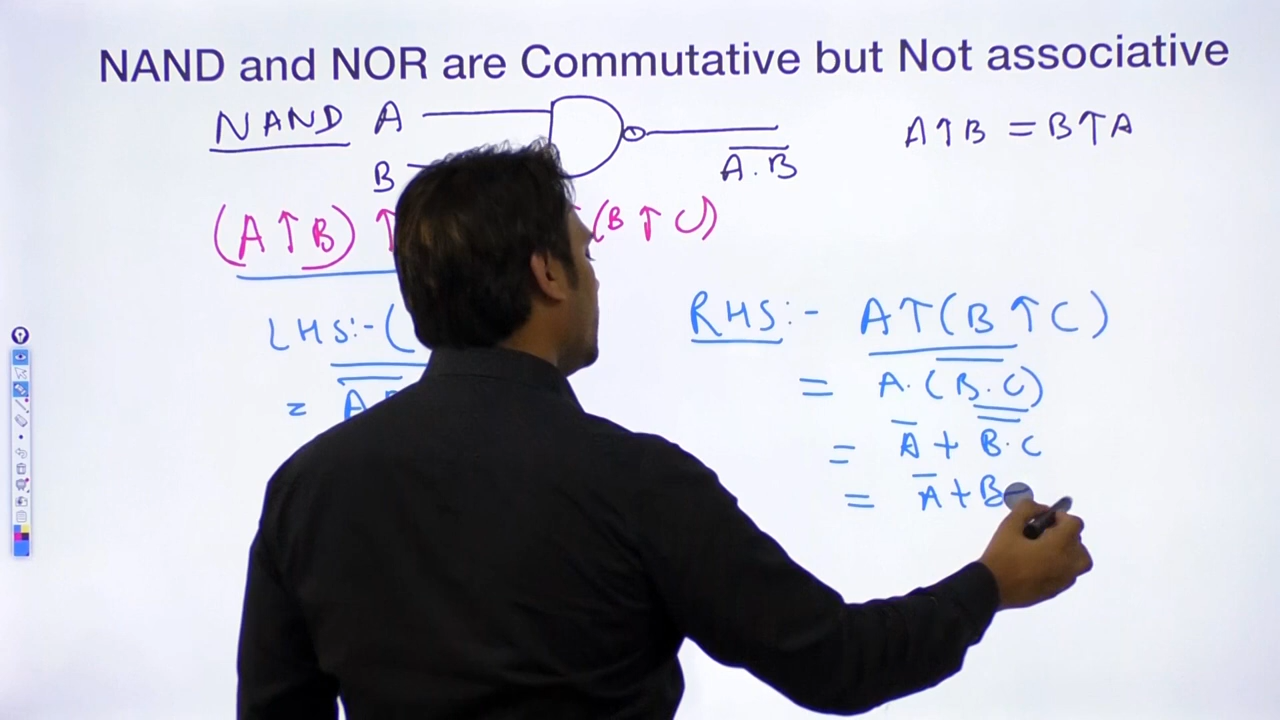 NAND and NOR are Commutative but Not associative
NAND A
B
A̅.̅B̅
A↑B = B↑A
(A↑B) ↑ (B↑C)
LHS:- (
= A̅
RHS:- A↑(B↑C)
= A.(B.C)
= A̅ + B.C
= A̅+B